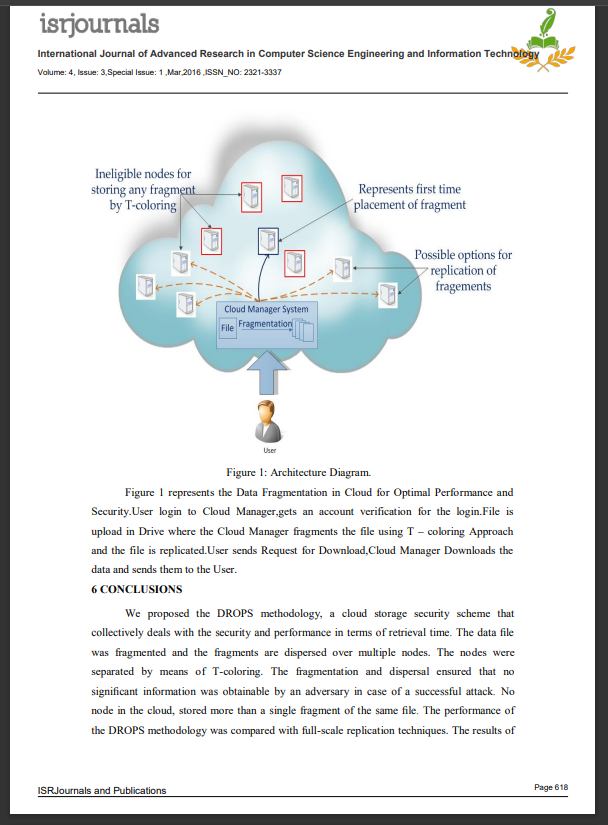 isrjournals
International Journal of Advanced Research in Computer Science Engineering and Information Technology
Volume: 4, Issue: 3,Special Issue: 1 ,Mar,2016 ,ISSN_NO: 2321-3337
Ineligible nodes for
storing any fragment
by T-coloring
Represents first time
placement of fragment
Possible options for
replication of
fragements
Cloud Manager System
File
Fragmentation
User
Figure 1: Architecture Diagram.
Figure 1 represents the Data Fragmentation in Cloud for Optimal Performance and
Security.User login to Cloud Manager,gets an account verification for the login.File is
upload in Drive where the Cloud Manager fragments the file using T – coloring Approach
and the file is replicated.User sends Request for Download,Cloud Manager Downloads the
data and sends them to the User.
6 CONCLUSIONS
We proposed the DROPS methodology, a cloud storage security scheme that
collectively deals with the security and performance in terms of retrieval time. The data file
was fragmented and the fragments are dispersed over multiple nodes. The nodes were
separated by means of T-coloring. The fragmentation and dispersal ensured that no
significant information was obtainable by an adversary in case of a successful attack. No
node in the cloud, stored more than a single fragment of the same file. The performance of
the DROPS methodology was compared with full-scale replication techniques. The results of
ISRJournals and Publications
Page 618